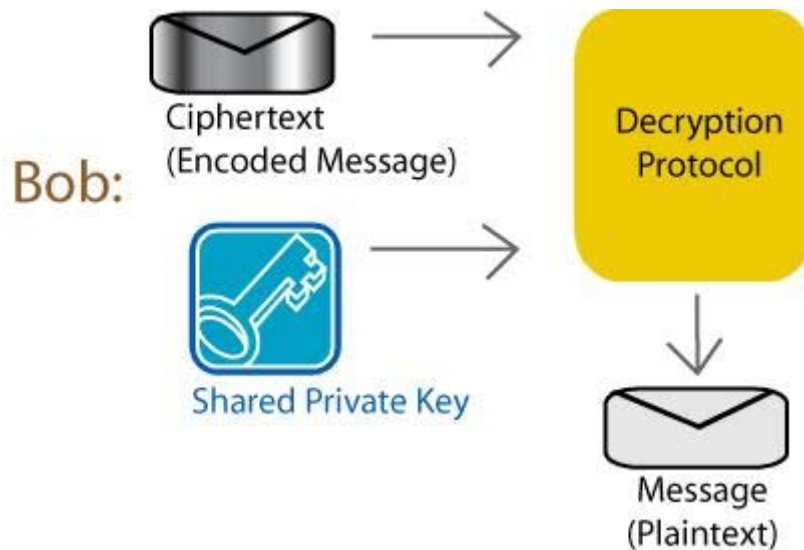 Ciphertext
(Encoded Message)
Decryption
Protocol
Bob:
Shared Private Key
Message
(Plaintext)